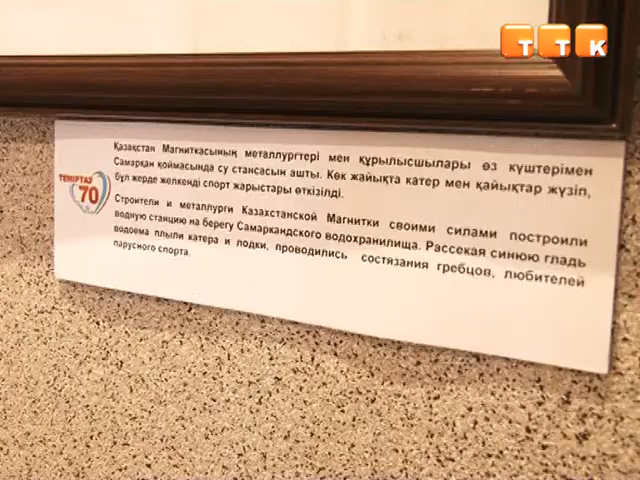 ТТК
Қазақстан Магниткасының металлургтері мен құрылысшылары өз күштерімен
Самарқан қоймасында су стансасын ашты. Көк жайықта катер мен қайықтар жүзіп,
бұл жерде желкенді спорт жарыстары өткізілді.
ТЕМІРТАУ
70
Строители и металлурги Казахстанской Магнитки своими силами построили
водную станцию на берегу Самаркандского водохранилища. Рассекая синюю гладь
водоема плыли катера и лодки, проводились состязания гребцов, любителей
парусного спорта.